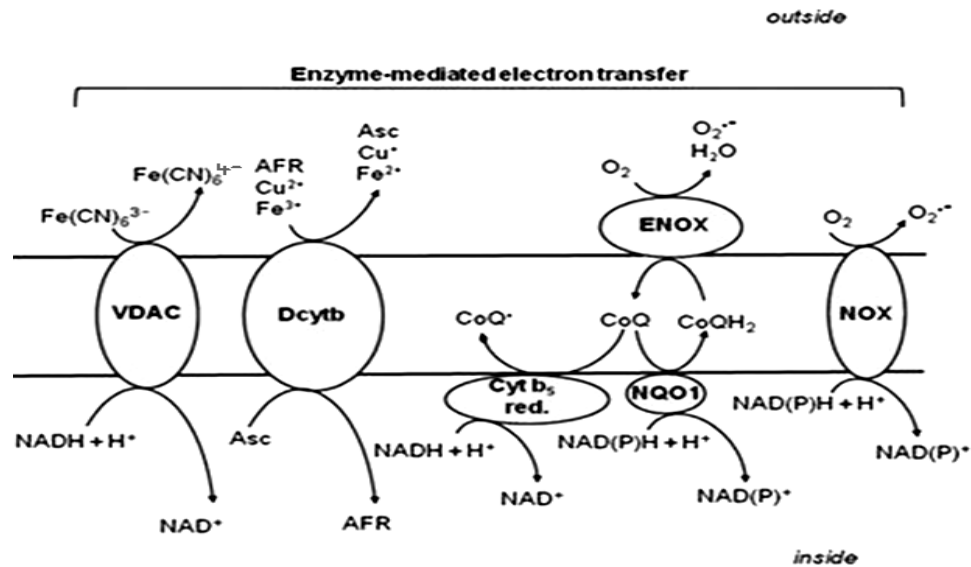 outside
Enzyme-mediated electron transfer
Fe(CN)₆³⁻
Fe(CN)₆⁴⁻
AFR
Cu²⁺
Fe³⁺
Asc
Cu⁺
Fe²⁺
O₂
O₂•⁻
H₂O
O₂
O₂•⁻
VDAC
Dcytb
ENOX
NOX
CoQ•
CoQ
CoQH₂
Cyt b₅
red.
NQO1
NADH + H⁺
NAD⁺
Asc
AFR
NADH + H⁺
NAD⁺
NAD(P)H + H⁺
NAD(P)⁺
NAD(P)H + H⁺
NAD(P)⁺
inside